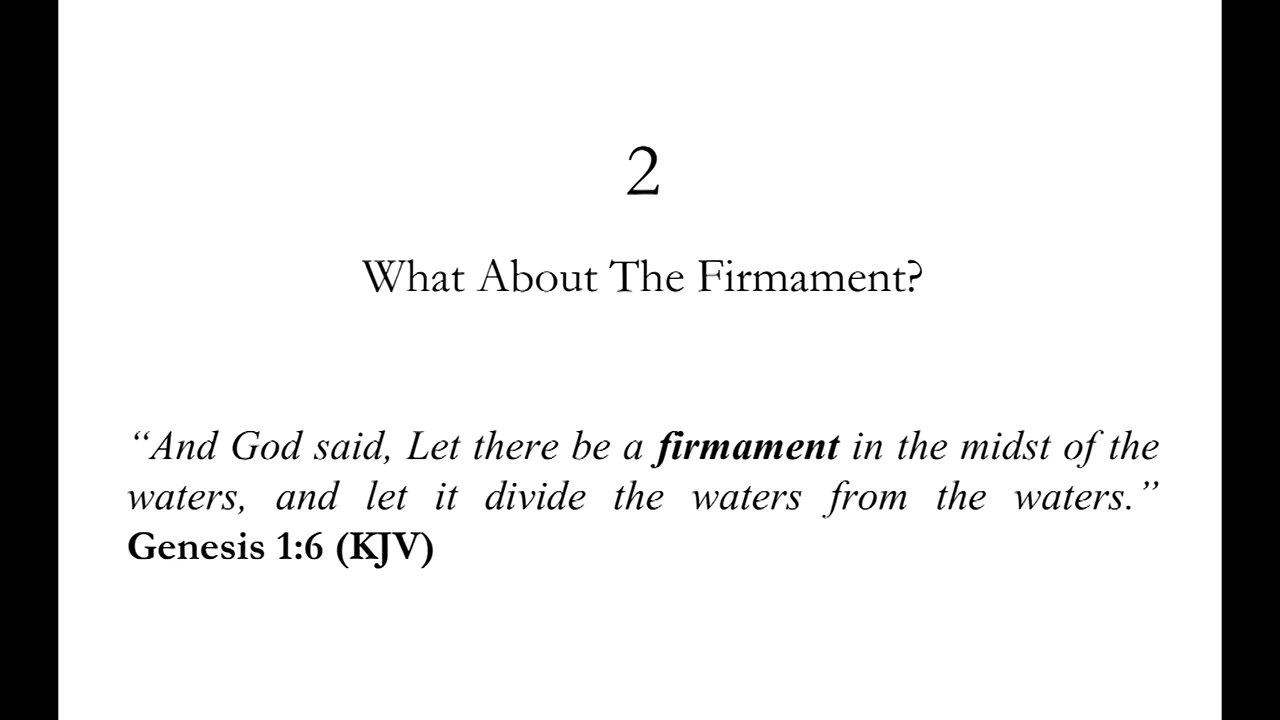 2
What About The Firmament?
“And God said, Let there be a firmament in the midst of the
waters, and let it divide the waters from the waters.”
Genesis 1:6 (KJV)